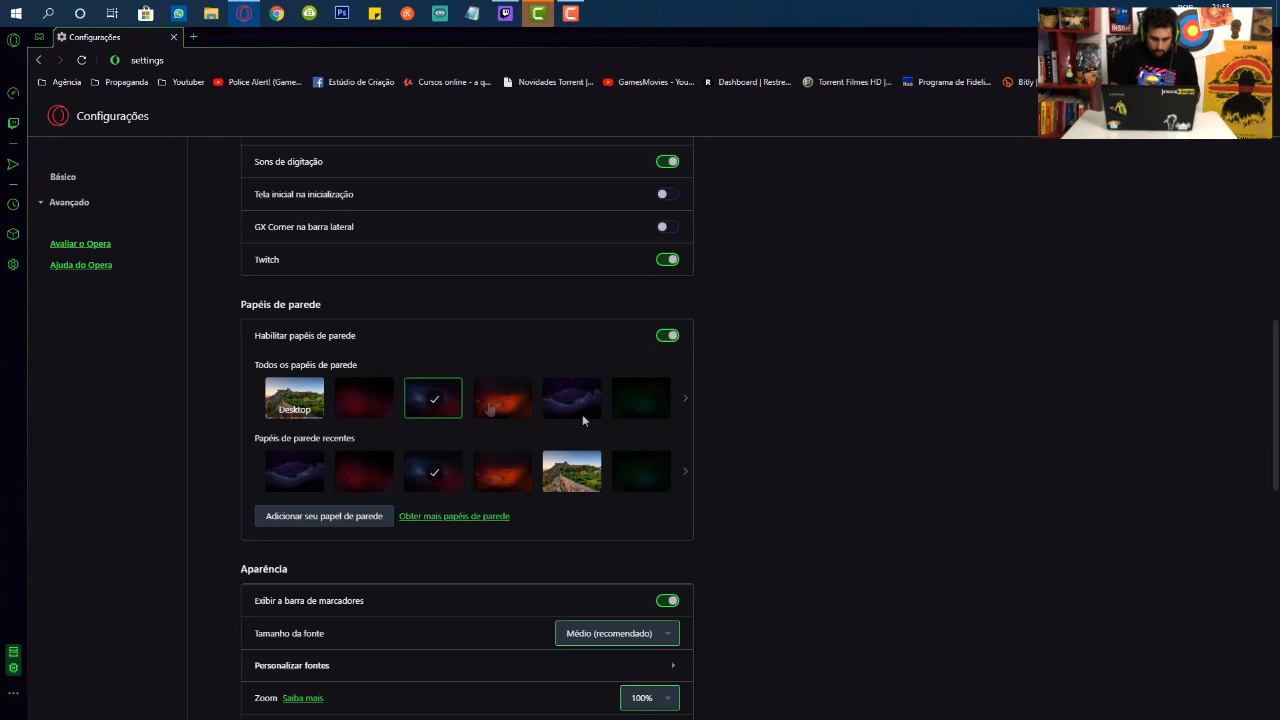 21:55
Configurações
settings
Agência
Propaganda
Youtuber
Police Alert! (Game...
Estúdio de Criação
Cursos online - a q...
Novidades Torrent |...
GamesMovies - You...
Dashboard | Restre...
Torrent Filmes HD |...
Programa de Fideli...
Bitly |
Configurações
Básico
Avançado
Avaliar o Opera
Ajuda do Opera
Sons de digitação
Tela inicial na inicialização
GX Corner na barra lateral
Twitch
Papéis de parede
Habilitar papéis de parede
Todos os papéis de parede
Desktop
Papéis de parede recentes
Adicionar seu papel de parede Obter mais papéis de parede
Aparência
Exibir a barra de marcadores
Tamanho da fonte Médio (recomendado)
Personalizar fontes
Zoom Saiba mais 100%